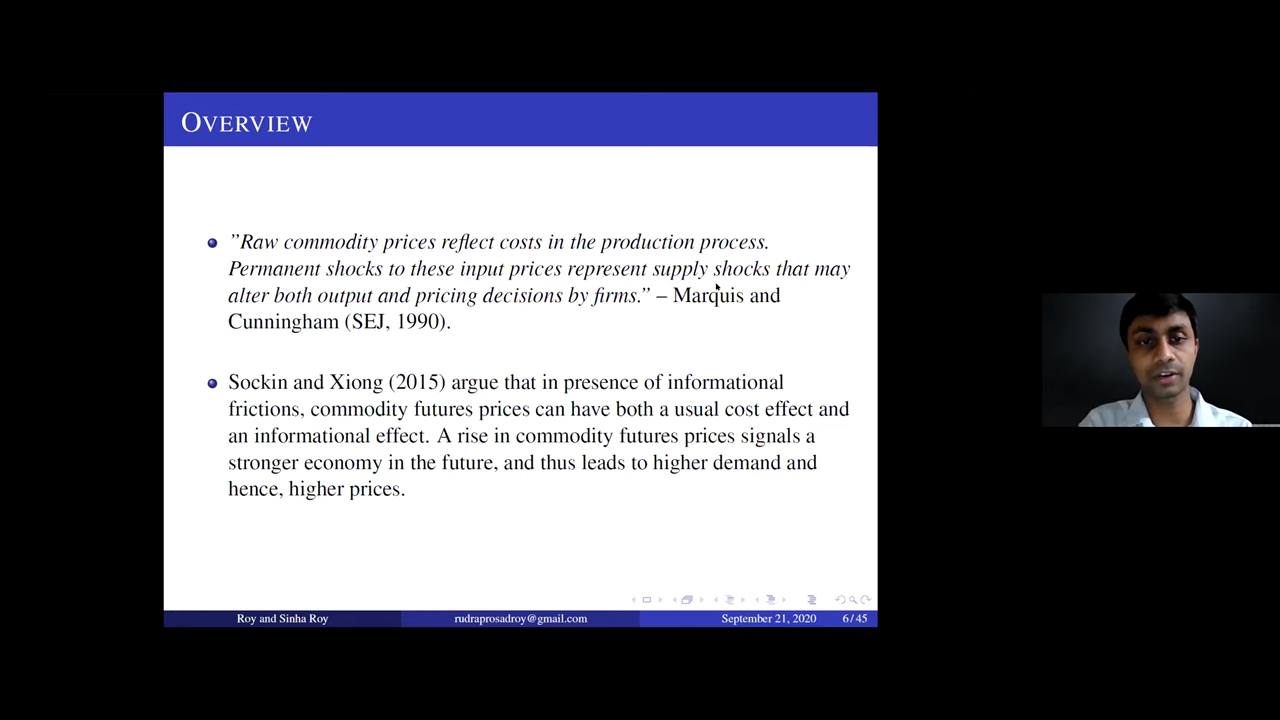 OVERVIEW
"Raw commodity prices reflect costs in the production process.
Permanent shocks to these input prices represent supply shocks that may
alter both output and pricing decisions by firms." – Marquis and
Cunningham (SEJ, 1990).
Sockin and Xiong (2015) argue that in presence of informational
frictions, commodity futures prices can have both a usual cost effect and
an informational effect. A rise in commodity futures prices signals a
stronger economy in the future, and thus leads to higher demand and
hence, higher prices.
Roy and Sinha Roy rudraprosadroy@gmail.com September 21, 2020 6/45